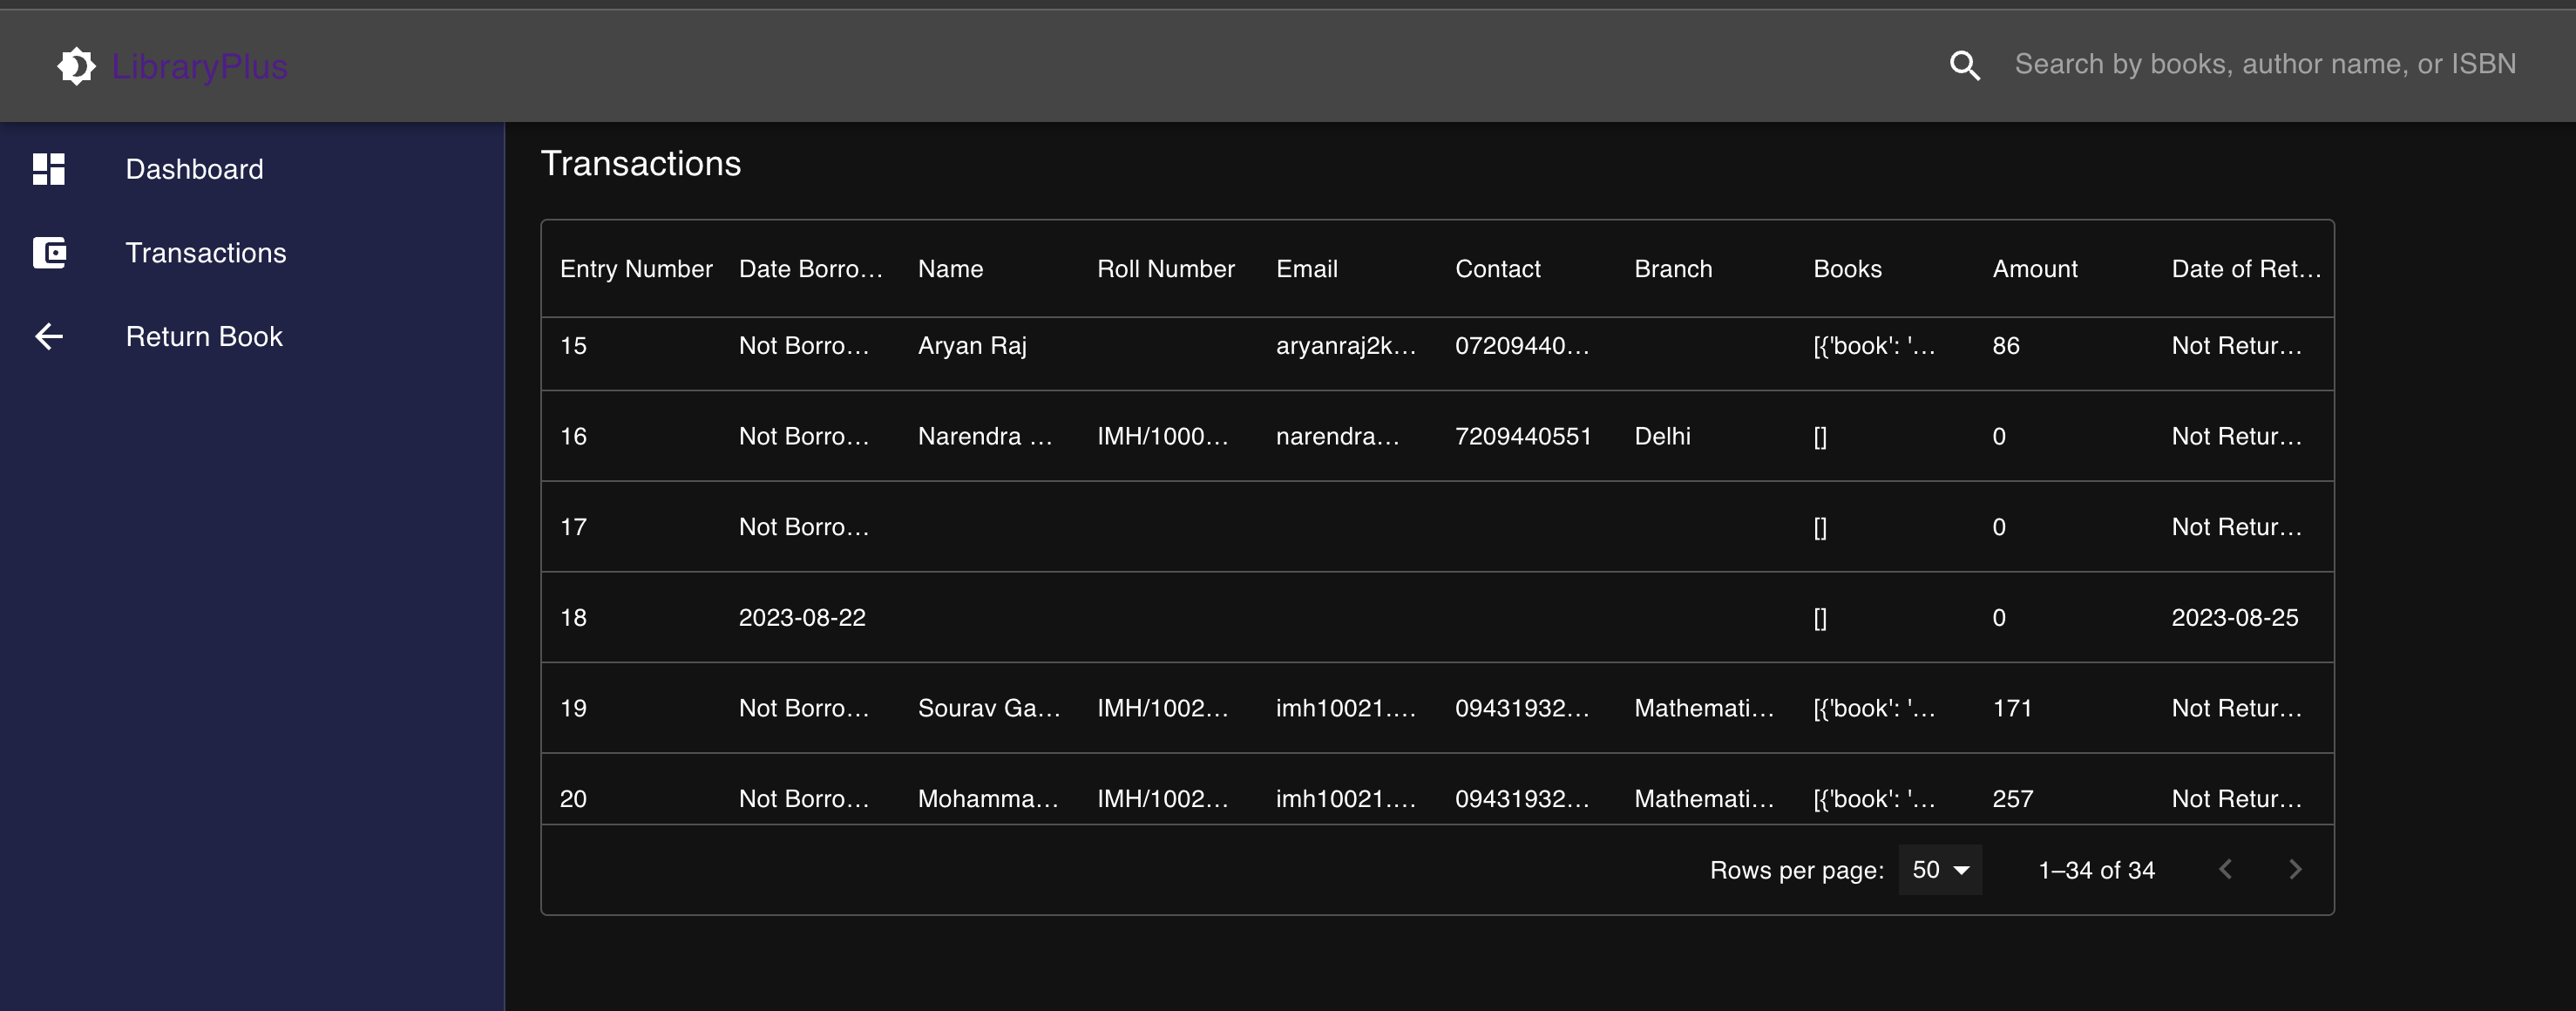 LibraryPlus
Search by books, author name, or ISBN
Dashboard
Transactions
Return Book
Transactions
Entry Number Date Borro... Name Roll Number Email Contact Branch Books Amount Date of Ret...
15 Not Borro... Aryan Raj aryanraj2k... 07209440... [{'book': '... 86 Not Retur...
16 Not Borro... Narendra ... IMH/1000... narendra... 7209440551 Delhi [] 0 Not Retur...
17 Not Borro... [] 0 Not Retur...
18 2023-08-22 [] 0 2023-08-25
19 Not Borro... Sourav Ga... IMH/1002... imh10021.... 09431932... Mathemati... [{'book': '... 171 Not Retur...
20 Not Borro... Mohamma... IMH/1002... imh10021.... 09431932... Mathemati... [{'book': '... 257 Not Retur...
Rows per page: 50 1–34 of 34